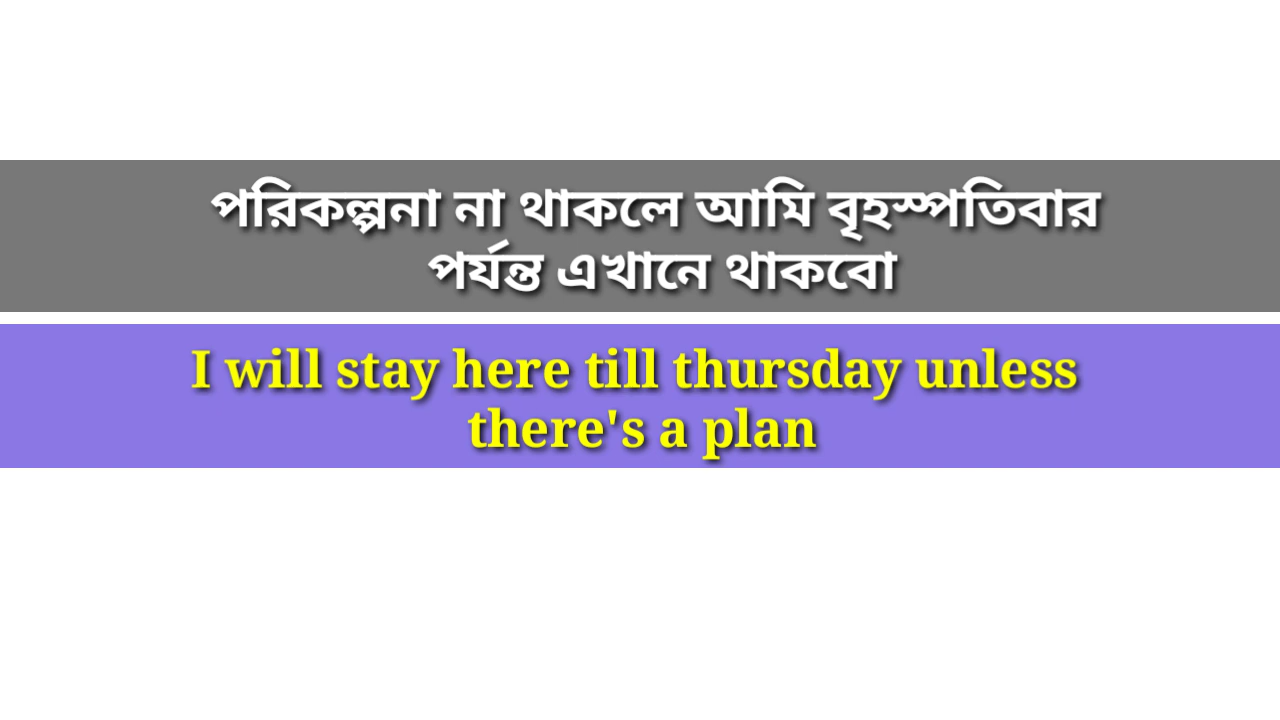 পরিকল্পনা না থাকলে আমি বৃহস্পতিবার
পর্যন্ত এখানে থাকবো
I will stay here till thursday unless
there's a plan